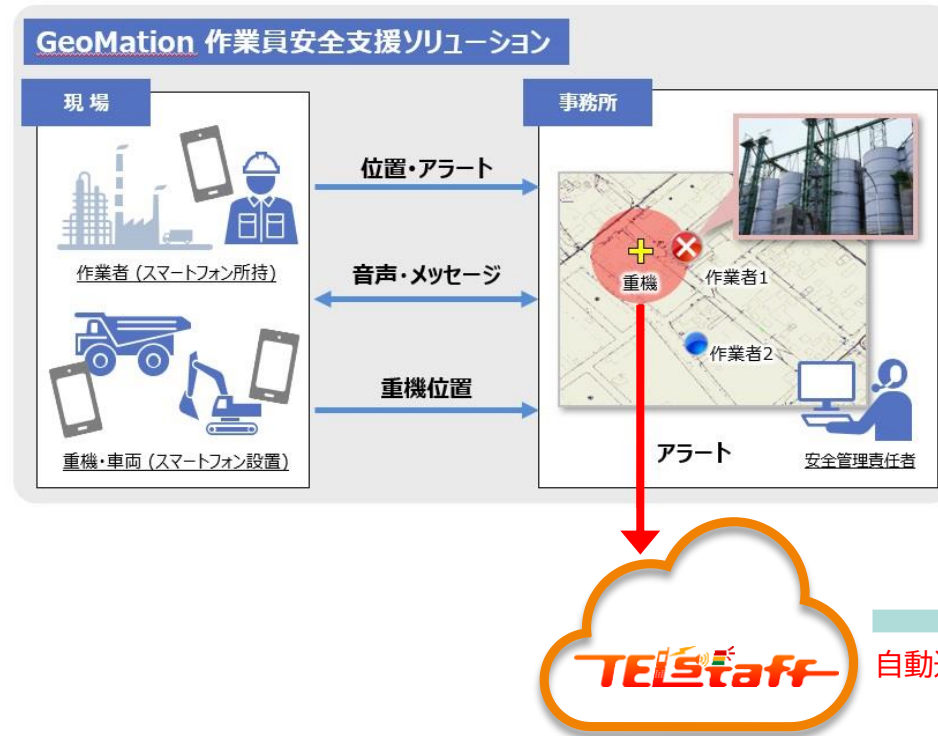 GeoMation 作業員安全支援ソリューション
現場
事務所
位置・アラート
作業者 (スマートフォン所持)
音声・メッセージ
重機
作業者1
作業者2
重機位置
重機・車両 (スマートフォン設置)
アラート
安全管理責任者
TELStaff
自動